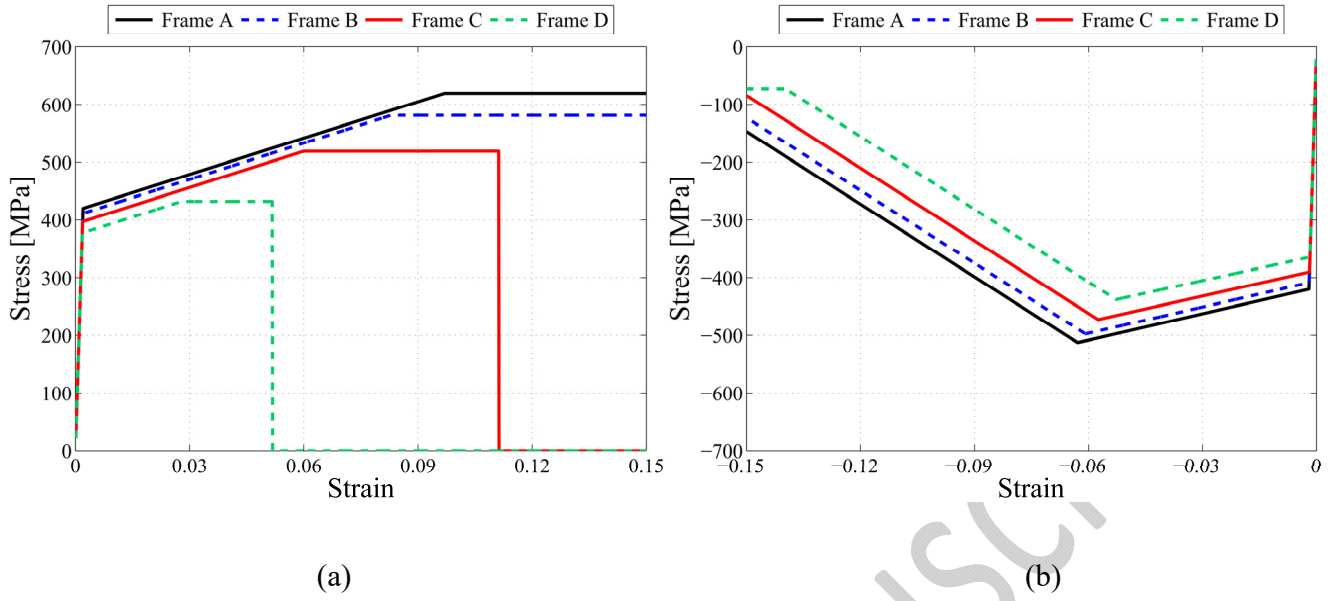 Frame A Frame B Frame C Frame D
700
600
500
400
300
200
100
0
Stress [MPa]
0 0.03 0.06 0.09 0.12 0.15
Strain
(a)
Frame A Frame B Frame C Frame D
0
−100
−200
−300
−400
−500
−600
−700
Stress [MPa]
−0.15 −0.12 −0.09 −0.06 −0.03 0
Strain
(b)